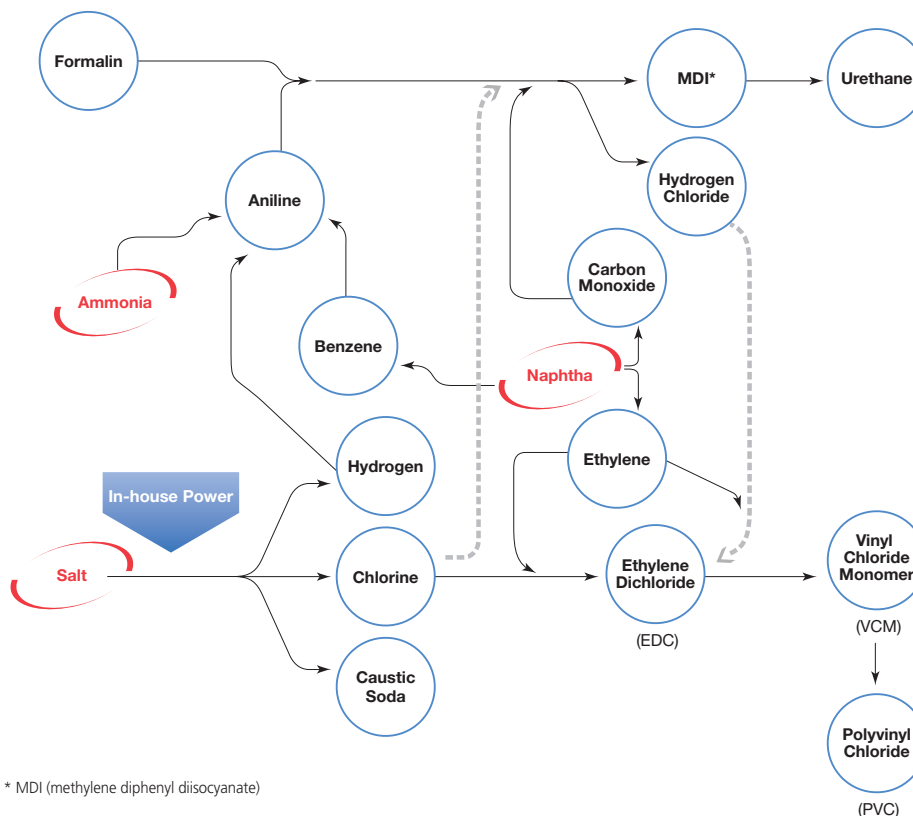 Formalin
MDI*
Urethane
Aniline
Hydrogen
Chloride
Ammonia
Carbon
Monoxide
Benzene
Naphtha
Hydrogen
Ethylene
In-house Power
Salt
Chlorine
Ethylene
Dichloride
(EDC)
Vinyl
Chloride
Monomer
(VCM)
Caustic
Soda
Polyvinyl
Chloride
(PVC)
* MDI (methylene diphenyl diisocyanate)